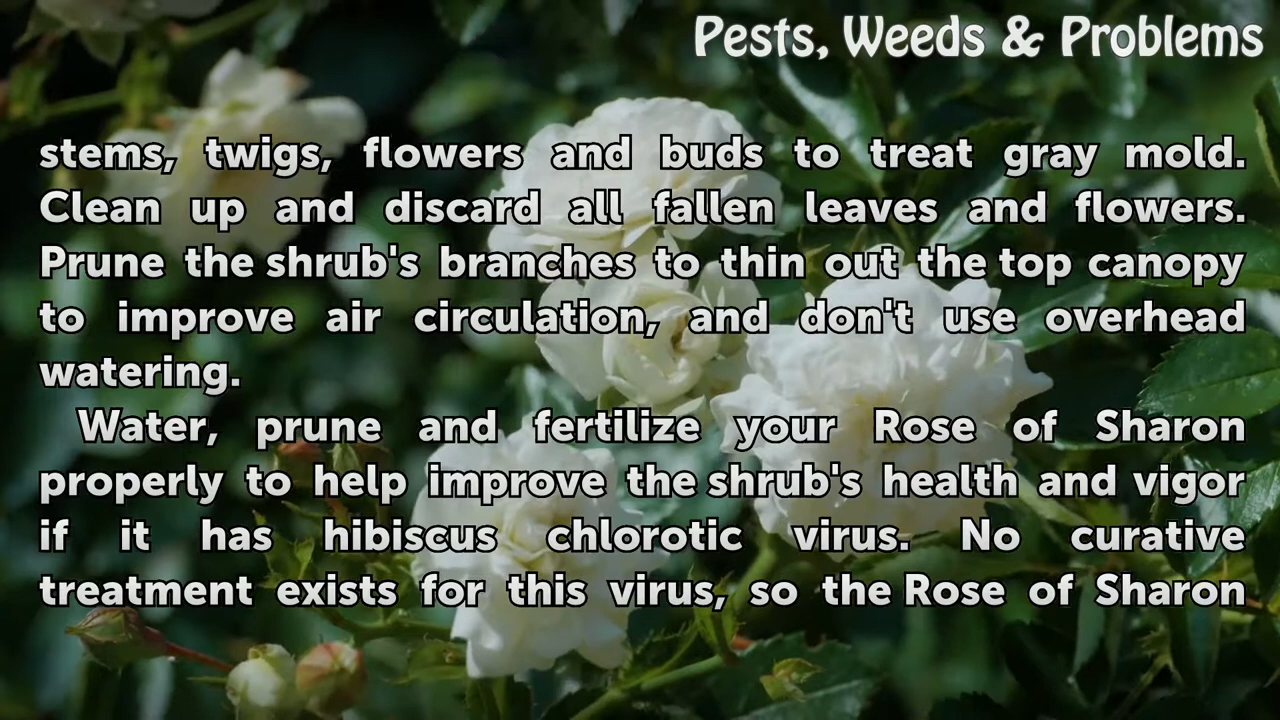 Pests, Weeds & Problems
stems, twigs, flowers and buds to treat gray mold.
Clean up and discard all fallen leaves and flowers.
Prune the shrub's branches to thin out the top canopy
to improve air circulation, and don't use overhead
watering.
Water, prune and fertilize your Rose of Sharon
properly to help improve the shrub's health and vigor
if it has hibiscus chlorotic virus. No curative
treatment exists for this virus, so the Rose of Sharon